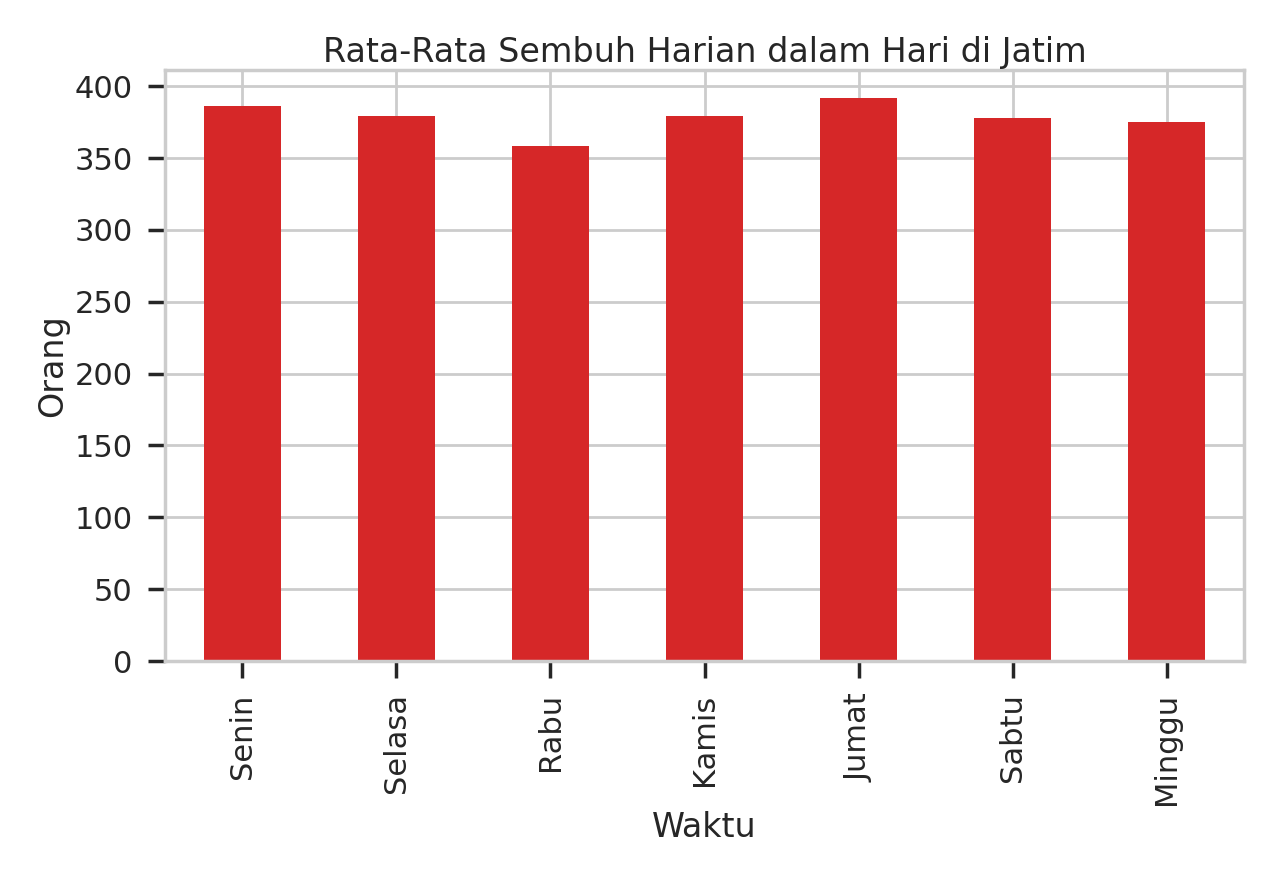 Rata-Rata Sembuh Harian dalam Hari di Jatim
400
350
300
250
200
150
100
50
0
Orang
Senin
Selasa
Rabu
Kamis
Jumat
Sabtu
Minggu
Waktu